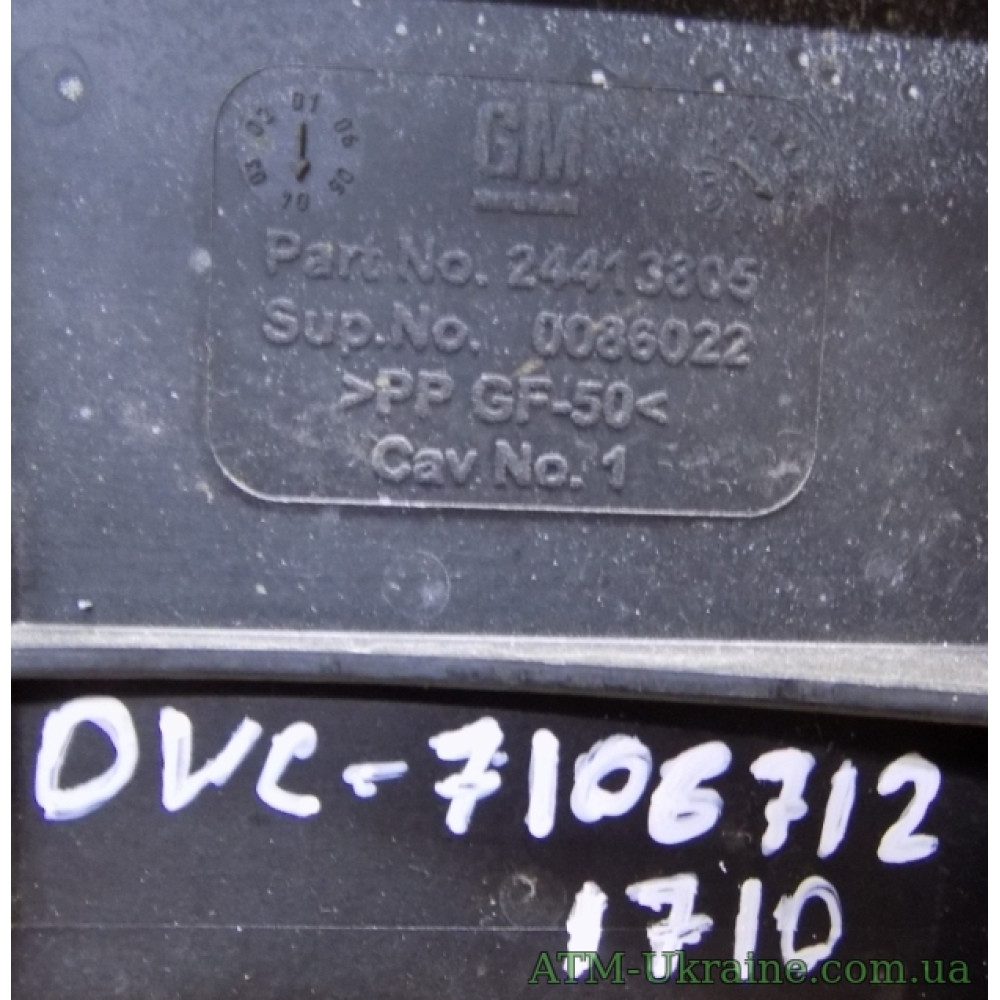 GM
Part No. 24413805
Sup.No. 0086022
>PP GF-50<
Cav No. 1
OVC-7106712
1710
ATM-Ukraine.com.ua